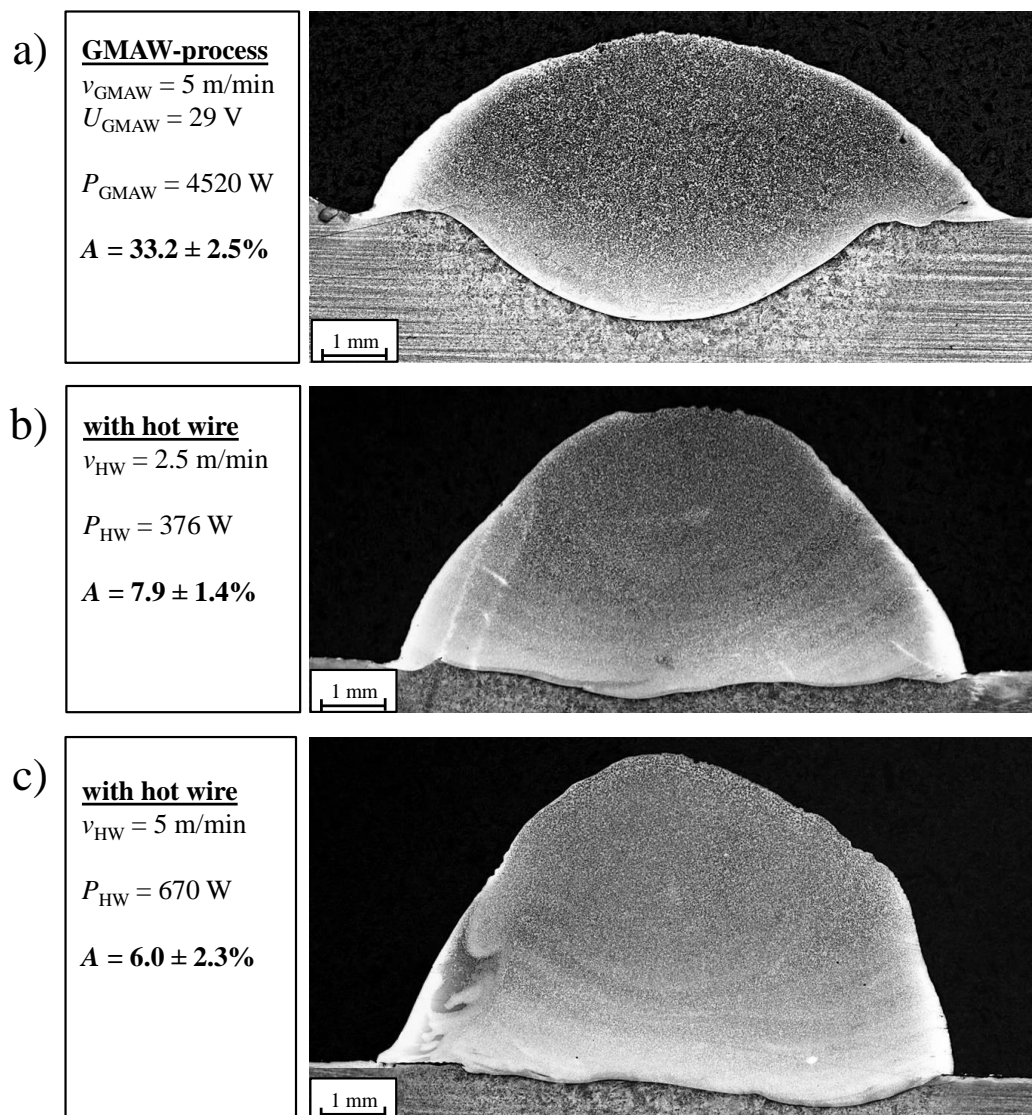 a)
GMAW-process
vGMAW = 5 m/min
UGMAW = 29 V
PGMAW = 4520 W
A = 33.2 ± 2.5%
1 mm
b)
with hot wire
vHW = 2.5 m/min
PHW = 376 W
A = 7.9 ± 1.4%
1 mm
c)
with hot wire
vHW = 5 m/min
PHW = 670 W
A = 6.0 ± 2.3%
1 mm